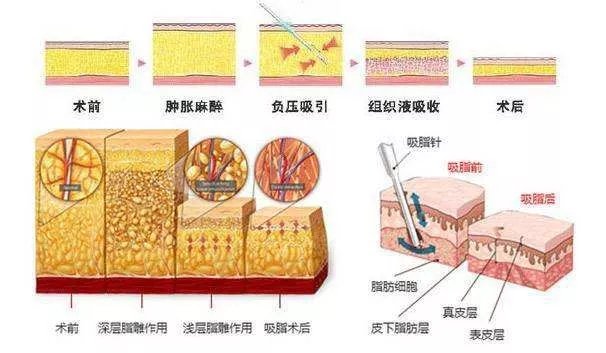 术前
肿胀麻醉
负压吸引
组织液吸收
术后
吸脂针
吸脂前
吸脂后
术前
深层脂雕作用
浅层脂雕作用
吸脂术后
脂肪细胞
皮下脂肪层
真皮层
表皮层